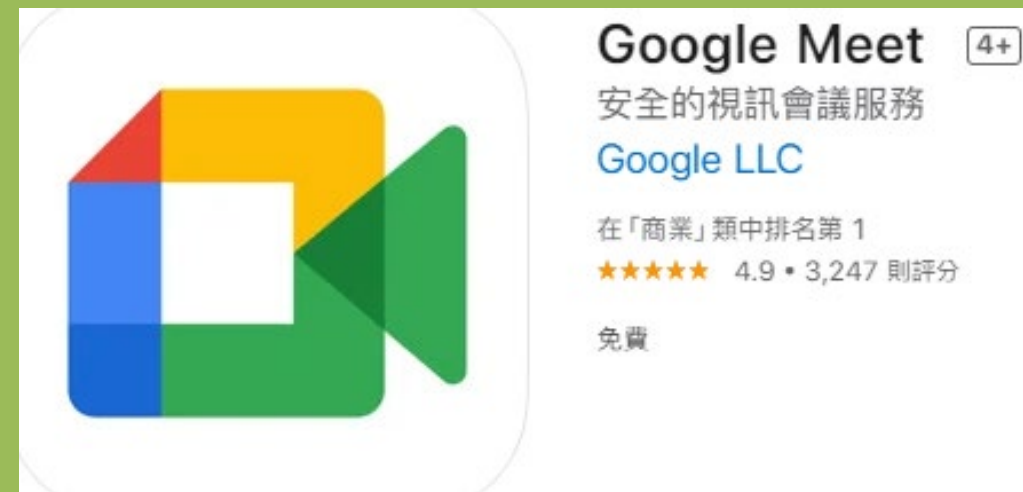 Google Meet 4+
安全的視訊會議服務
Google LLC
在「商業」類中排名第 1
★★★★★ 4.9 • 3,247 則評分
免費